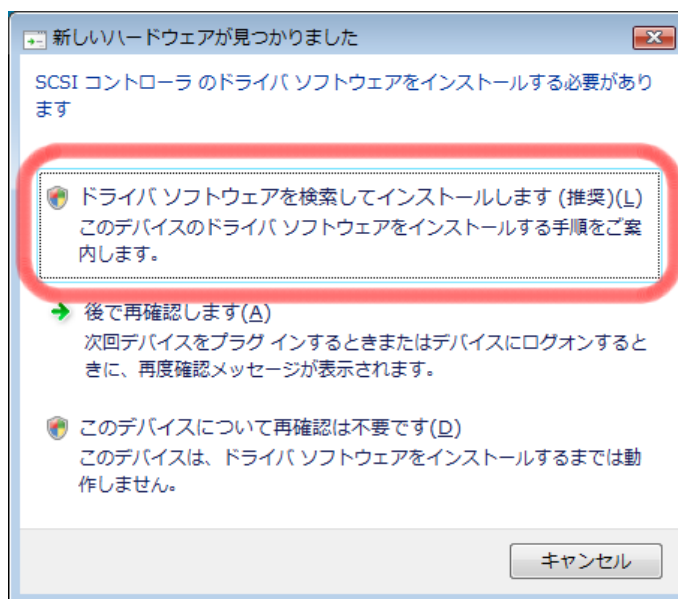 新しいハードウェアが見つかりました
SCSI コントローラ のドライバ ソフトウェアをインストールする必要があり
ます
ドライバ ソフトウェアを検索してインストールします (推奨)(L)
このデバイスのドライバ ソフトウェアをインストールする手順をご案
内します。
後で再確認します(A)
次回デバイスをプラグ インするときまたはデバイスにログオンすると
きに、再度確認メッセージが表示されます。
このデバイスについて再確認は不要です(D)
このデバイスは、ドライバ ソフトウェアをインストールするまでは動
作しません。
キャンセル